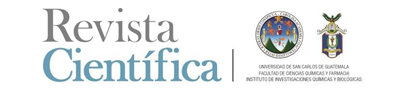 Revista
Científica
UNIVERSIDAD DE SAN CARLOS DE GUATEMALA
FACULTAD DE CIENCIAS QUÍMICAS Y FARMACIA
INSTITUTO DE INVESTIGACIONES QUÍMICAS Y BIOLÓGICAS